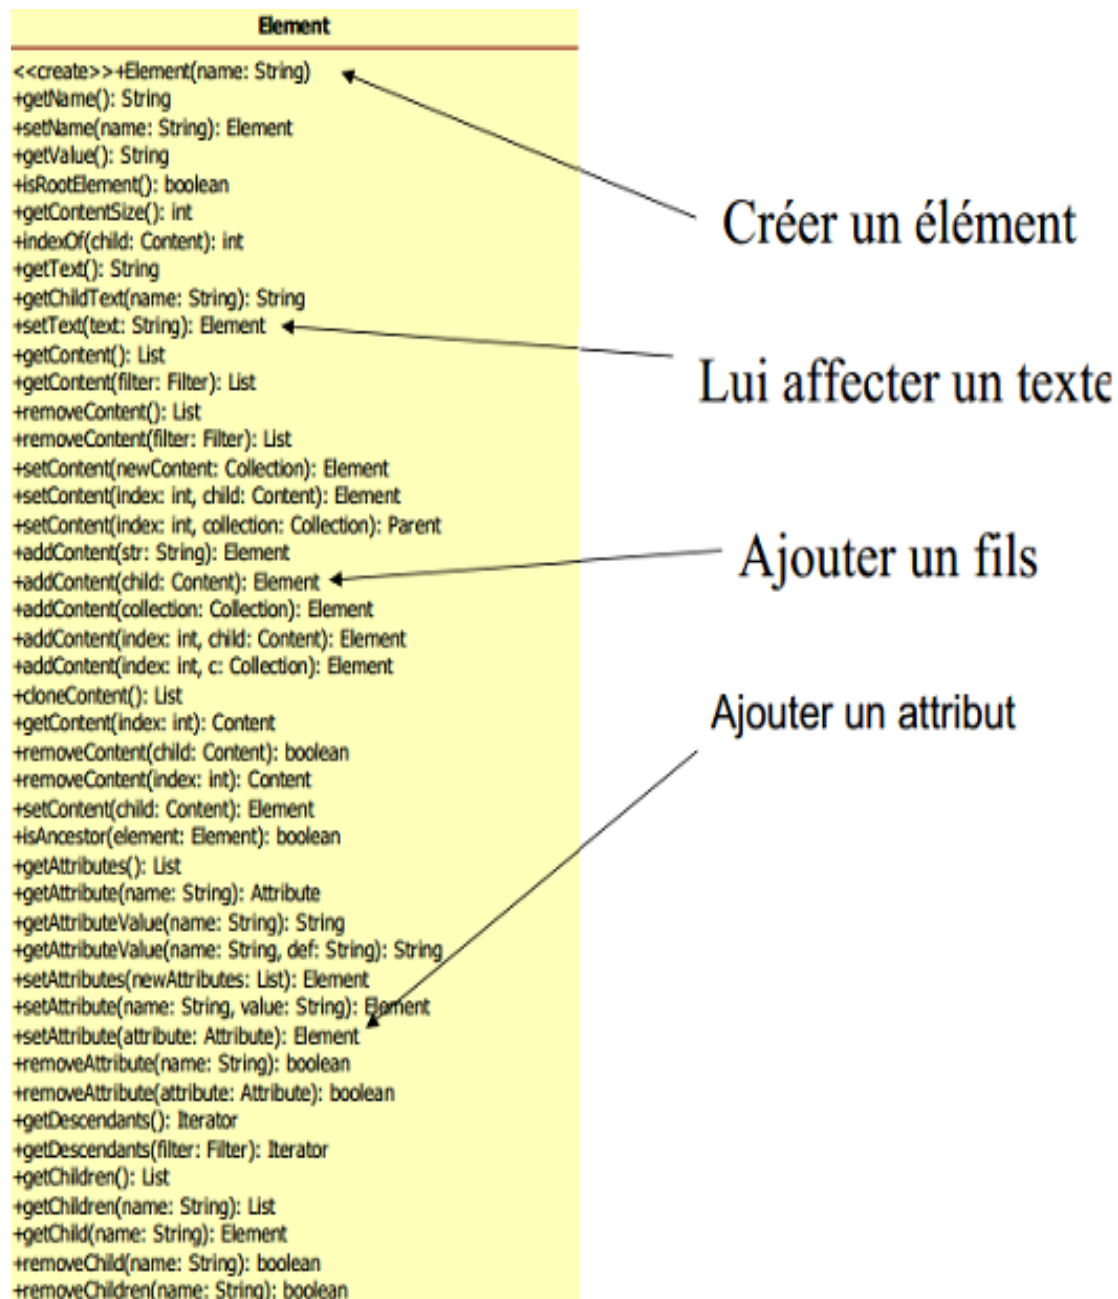 Element
<<create>>+Element(name: String)
+getName(): String
+setName(name: String): Element
+getValue(): String
+isRootElement(): boolean
+getContentSize(): int
+indexOf(child: Content): int
+getText(): String
+getChildText(name: String): String
+setText(text: String): Element
+getContent(): List
+getContent(filter: Filter): List
+removeContent(): List
+removeContent(filter: Filter): List
+setContent(newContent: Collection): Element
+setContent(index: int, child: Content): Element
+setContent(index: int, collection: Collection): Parent
+addContent(str: String): Element
+addContent(child: Content): Element
+addContent(collection: Collection): Element
+addContent(index: int, child: Content): Element
+addContent(index: int, c: Collection): Element
+cloneContent(): List
+getContent(index: int): Content
+removeContent(child: Content): boolean
+removeContent(index: int): Content
+setContent(child: Content): Element
+isAncestor(element: Element): boolean
+getAttributes(): List
+getAttribute(name: String): Attribute
+getAttributeValue(name: String): String
+getAttributeValue(name: String, def: String): String
+setAttributes(newAttributes: List): Element
+setAttribute(name: String, value: String): Element
+setAttribute(attribute: Attribute): Element
+removeAttribute(name: String): boolean
+removeAttribute(attribute: Attribute): boolean
+getDescendants(): Iterator
+getDescendants(filter: Filter): Iterator
+getChildren(): List
+getChildren(name: String): List
+getChild(name: String): Element
+removeChild(name: String): boolean
+removeChildren(name: String): boolean
Créer un élément
Lui affecter un texte
Ajouter un fils
Ajouter un attribut